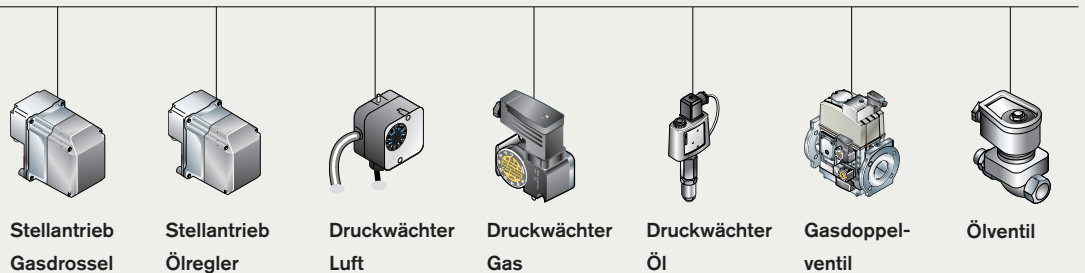 Stellantrieb
Gasdrossel
Stellantrieb
Ölregler
Druckwächter
Luft
Druckwächter
Gas
Druckwächter
Öl
Gasdoppel-
ventil
Ölventil